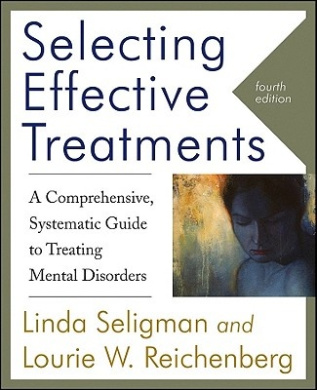 Selecting
Effective
Treatments
fourth
edition
A Comprehensive,
Systematic Guide
to Treating
Mental Disorders
Linda Seligman and
Lourie W. Reichenberg